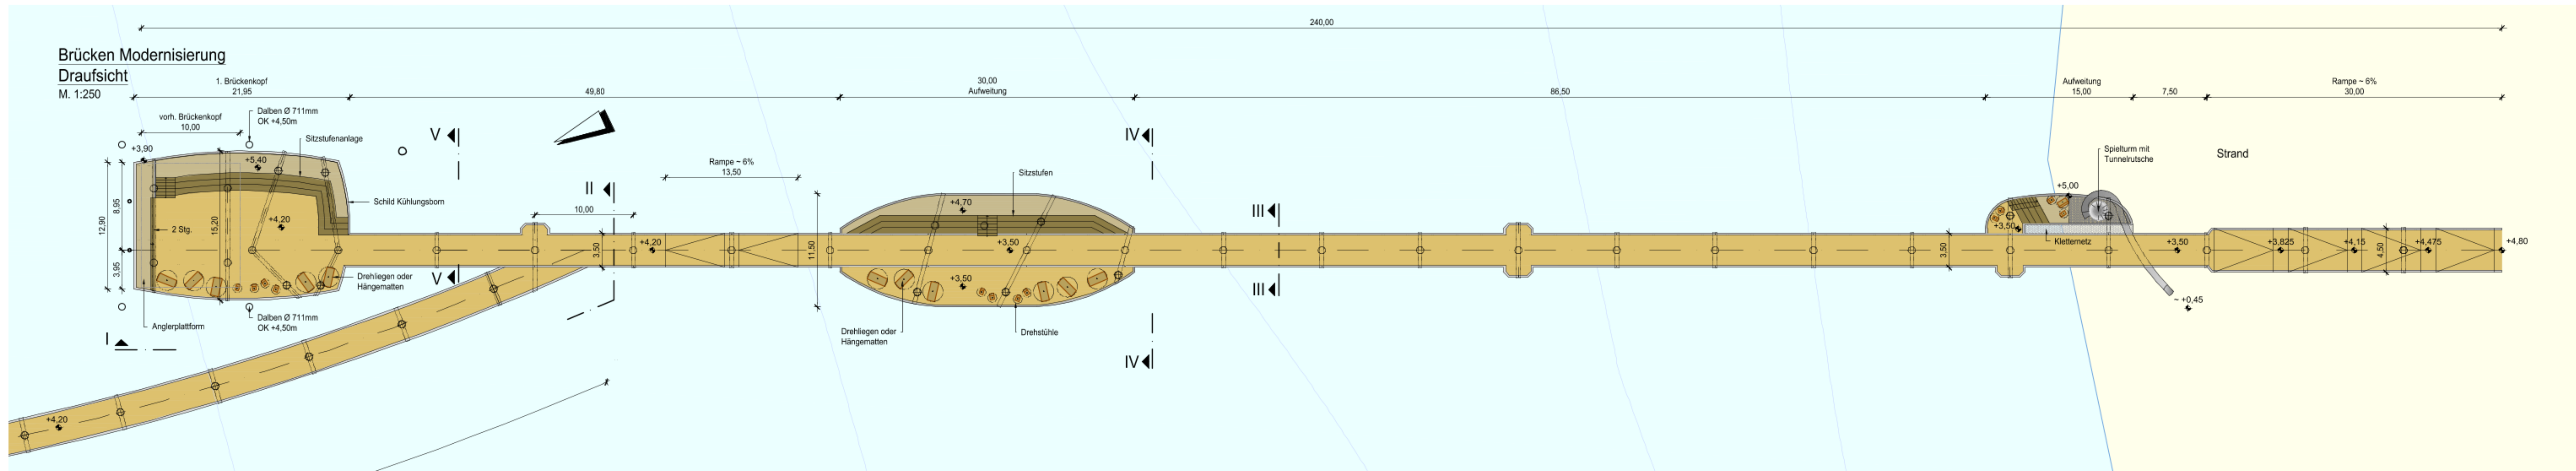 240,00
Brücken Modernisierung
Draufsicht
M. 1:250
1. Brückenkopf
21,95
49,80
30,00
Aufweitung
86,50
Aufweitung
15,00
7,50
Rampe ~ 6%
30,00
vorh. Brückenkopf
10,00
Dalben Ø 711mm
OK +4,50m
Sitzstufenanlage
V
IV
+3,90
+5,40
Rampe ~ 6%
13,50
Sitzstufen
Spielturm mit
Tunnelrutsche
Strand
II
Schild Kühlungsborn
12,90
8,95
15,20
+4,20
2 Stg.
3,95
10,00
+4,70
III
+5,00
+3,50
Kletternetz
3,50
+4,20
11,50
+3,50
3,50
+3,50
+3,825
+4,15
4,50
+4,475
+4,80
Drehliegen oder
Hängematten
V
+3,50
III
~ +0,45
Anglerplattform
Dalben Ø 711mm
OK +4,50m
I
Drehliegen oder
Hängematten
Drehstühle
IV
+4,20